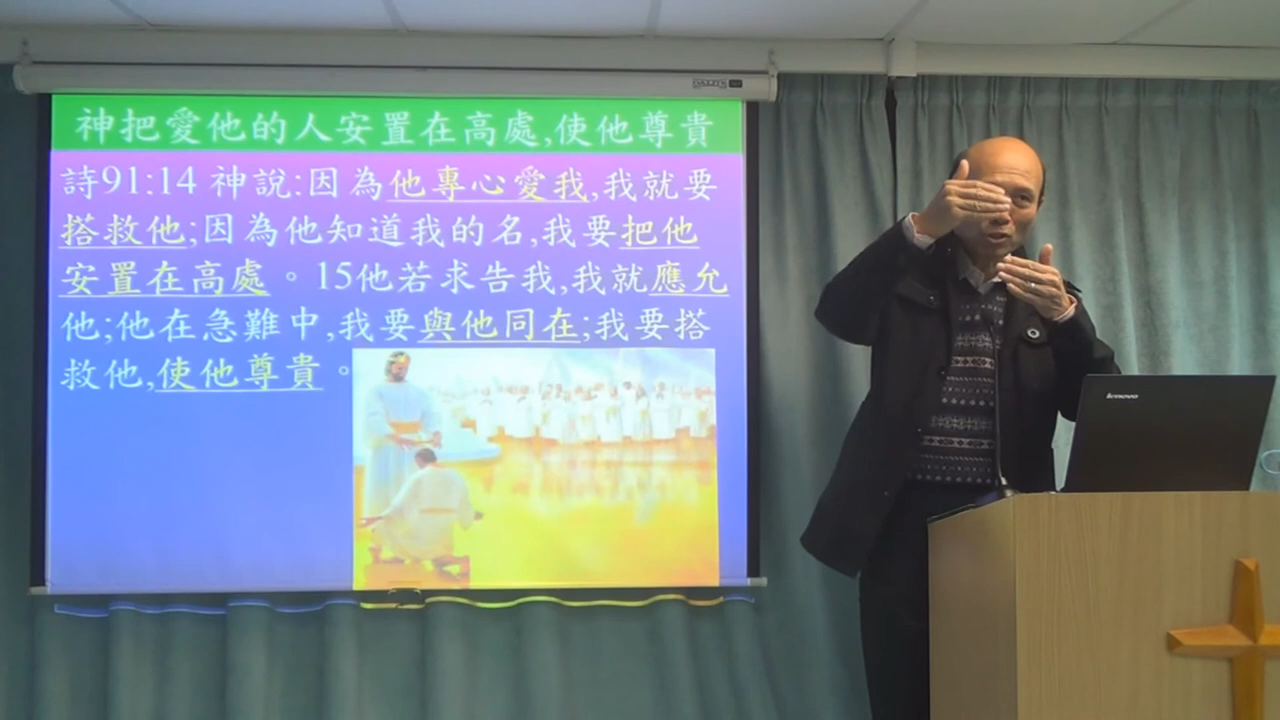 神把愛他的人安置在高處,使他尊貴
詩91:14 神說:因為他專心愛我,我就要
搭救他;因為他知道我的名,我要把他
安置在高處。15他若求告我,我就應允
他;他在急難中,我要與他同在;我要搭
救他,使他尊貴。
lenovo